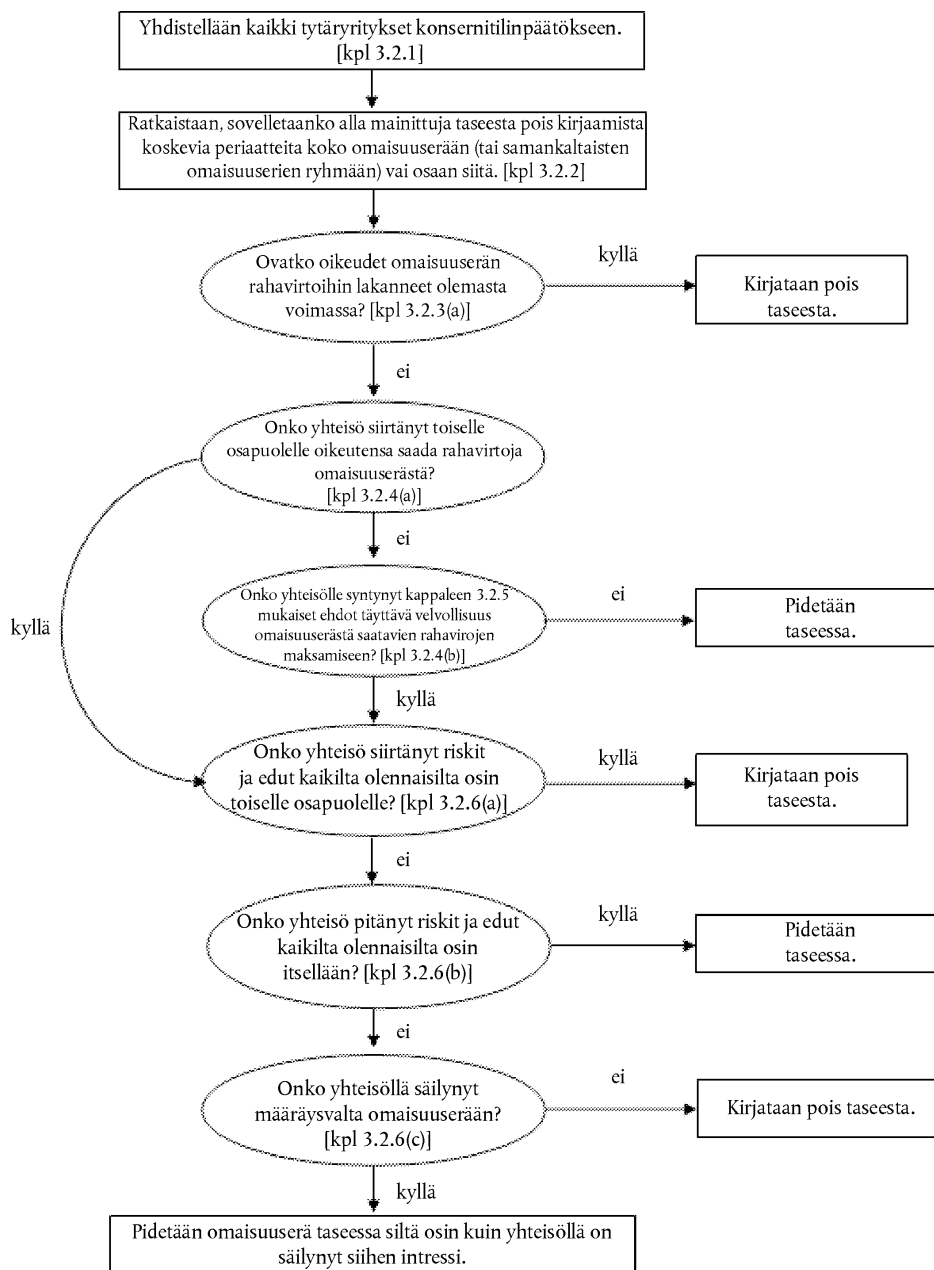 Yhdistellään kaikki tytäryritykset konsernitilinpäätökseen.
[kpl 3.2.1]
Ratkaistaan, sovelletaanko alla mainittuja taseesta pois kirjaamista
koskevia periaatteita koko omaisuuserään (tai samankaltaisten
omaisuuserien ryhmään) vai osaan siitä. [kpl 3.2.2]
Ovatko oikeudet omaisuuserän
rahavirtoihin lakanneet olemasta
voimassa? [kpl 3.2.3(a)]
kyllä
Kirjataan pois
taseesta.
ei
Onko yhteisö siirtänyt toiselle
osapuolelle oikeutensa saada rahavirtoja
omaisuuserästä?
[kpl 3.2.4(a)]
ei
kyllä
Onko yhteisölle syntynyt kappaleen 3.2.5
mukaiset ehdot täyttävä velvollisuus
omaisuuserästä saatavien rahavirojen
maksamiseen? [kpl 3.2.4(b)]
ei
Pidetään
taseessa.
kyllä
Onko yhteisö siirtänyt riskit
ja edut kaikilta olennaisilta osin
toiselle osapuolelle? [kpl 3.2.6(a)]
kyllä
Kirjataan pois
taseesta.
ei
Onko yhteisö pitänyt riskit ja edut
kaikilta olennaisilta osin
itsellään? [kpl 3.2.6(b)]
kyllä
Pidetään
taseessa.
ei
Onko yhteisöllä säilynyt
määräysvalta omaisuuserään?
[kpl 3.2.6(c)]
ei
Kirjataan pois taseesta.
kyllä
Pidetään omaisuuserä taseessa siltä osin kuin yhteisöllä on
säilynyt siihen intressi.